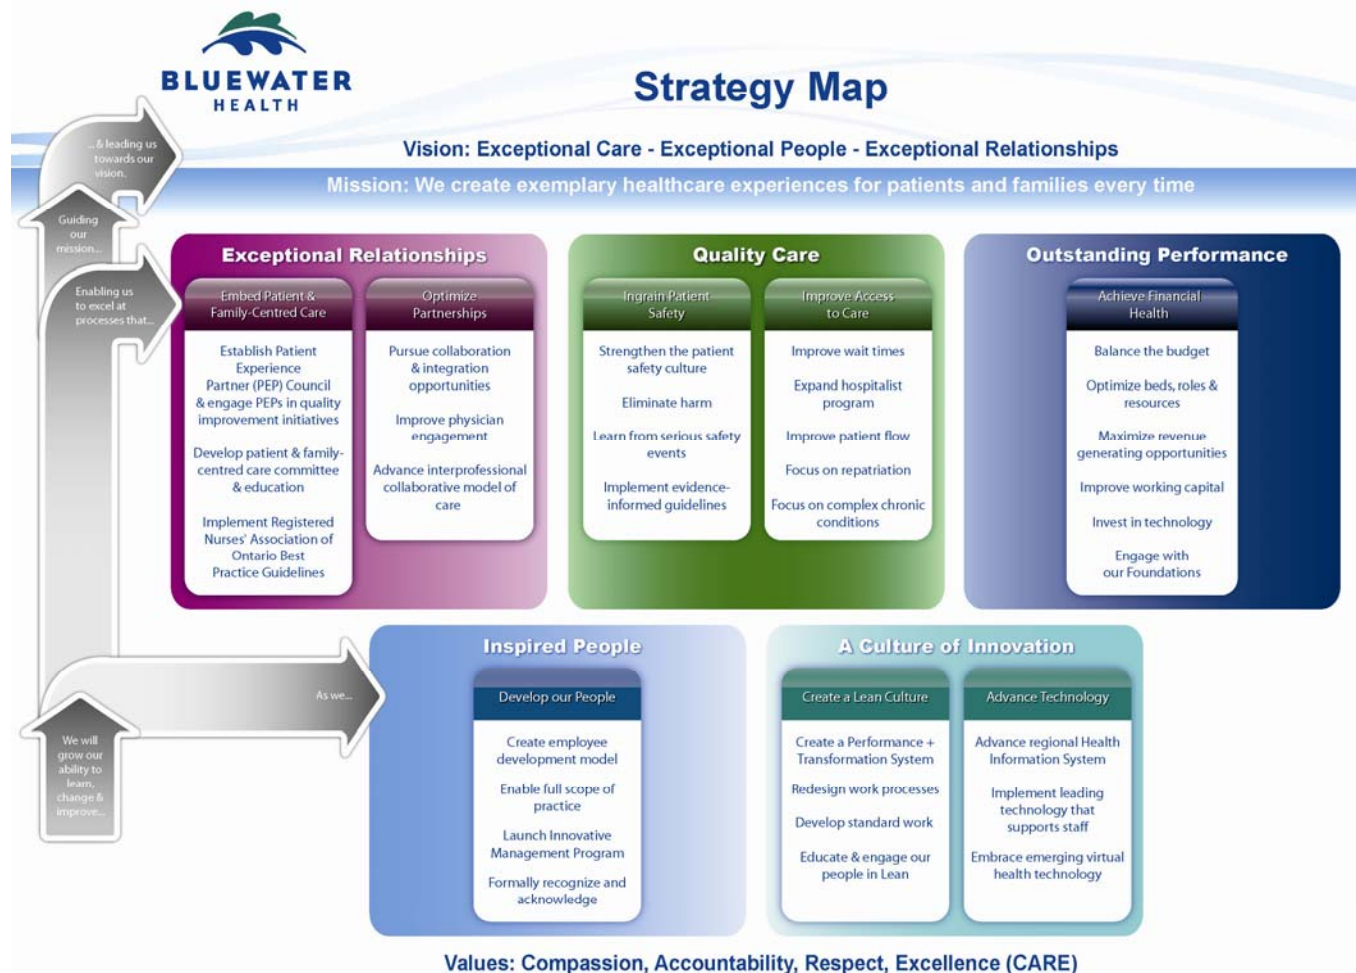 BLUEWATER
HEALTH
Strategy Map
Vision: Exceptional Care - Exceptional People - Exceptional Relationships
Mission: We create exemplary healthcare experiences for patients and families every time
... & leading us
towards our
vision.
Guiding
our
mission...
Enabling us
to excel at
processes that...
As we...
We will
grow our
ability to
learn,
change &
improve...
Exceptional Relationships
Embed Patient &
Family-Centred Care
Establish Patient
Experience
Partner (PEP) Council
& engage PEPs in quality
improvement initiatives
Develop patient & family-
centred care committee
& education
Implement Registered
Nurses' Association of
Ontario Best
Practice Guidelines
Optimize
Partnerships
Pursue collaboration
& integration
opportunities
Improve physician
engagement
Advance interprofessional
collaborative model of
care
Quality Care
Ingrain Patient
Safety
Strengthen the patient
safety culture
Eliminate harm
Learn from serious safety
events
Implement evidence-
informed guidelines
Improve Access
to Care
Improve wait times
Expand hospitalist
program
Improve patient flow
Focus on repatriation
Focus on complex chronic
conditions
Outstanding Performance
Achieve Financial
Health
Balance the budget
Optimize beds, roles &
resources
Maximize revenue
generating opportunities
Improve working capital
Invest in technology
Engage with
our Foundations
Inspired People
Develop our People
Create employee
development model
Enable full scope of
practice
Launch Innovative
Management Program
Formally recognize and
acknowledge
A Culture of Innovation
Create a Lean Culture
Create a Performance +
Transformation System
Redesign work processes
Develop standard work
Educate & engage our
people in Lean
Advance Technology
Advance regional Health
Information System
Implement leading
technology that
supports staff
Embrace emerging virtual
health technology
Values: Compassion, Accountability, Respect, Excellence (CARE)